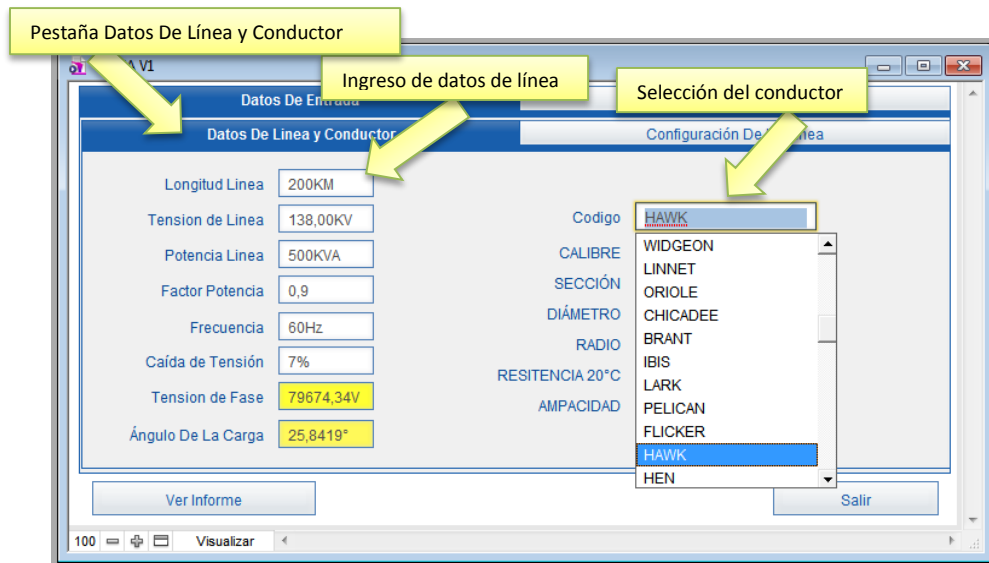 Pestaña Datos De Línea y Conductor
Ingreso de datos de línea
Selección del conductor
V1
Datos De Entrada
Datos De Linea y Conductor
Configuración De
Longitud Linea 200KM
Tension de Linea 138,00KV
Potencia Linea 500KVA
Factor Potencia 0,9
Frecuencia 60Hz
Caída de Tensión 7%
Tension de Fase 79674,34V
Ángulo De La Carga 25,8419°
Codigo HAWK
CALIBRE
SECCIÓN
DIÁMETRO
RADIO
RESITENCIA 20°C
AMPACIDAD
WIDGEON
LINNET
ORIOLE
CHICADEE
BRANT
IBIS
LARK
PELICAN
FLICKER
HAWK
HEN
Ver Informe
Salir
100
Visualizar